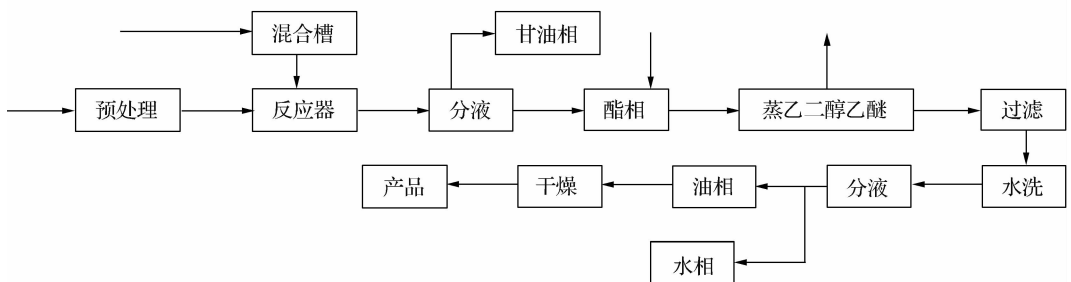 混合槽
甘油相
预处理
反应器
分液
酯相
蒸乙二醇乙醚
过滤
产品
干燥
油相
分液
水洗
水相